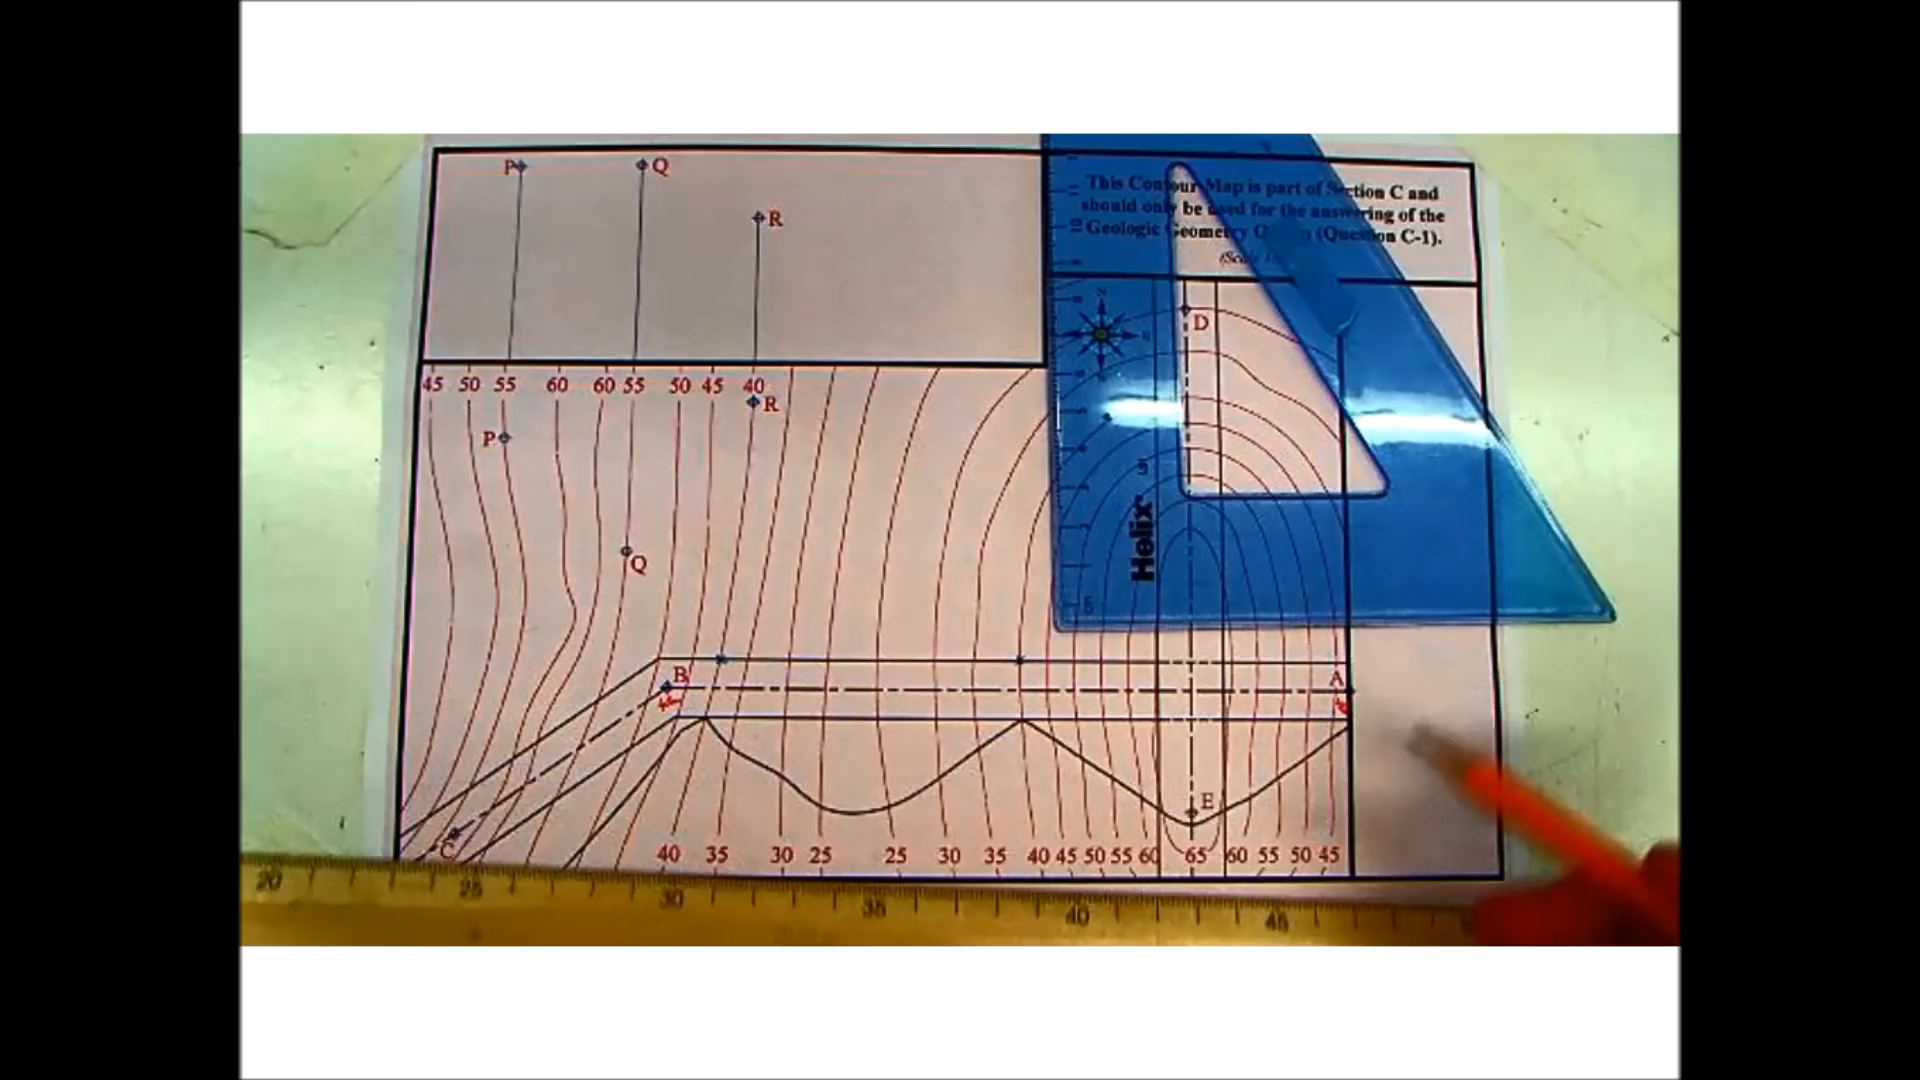 P
Q
R
This Contour Map is part of Section C and
should only be used for the answering of the
Geologic Geometry (Question C-1).
(Scale
N
D
45 50 55 60 60 55 50 45 40
R
P
Q
Helix
B
A
E
C
40 35 30 25 25 30 35 40 45 50 55 60 65 60 55 50 45
20 25 30 35 40 45